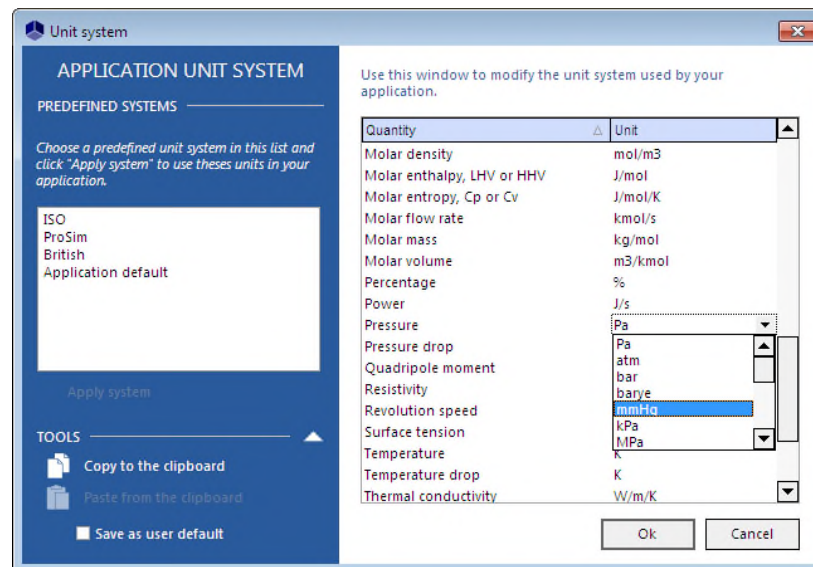 Unit system
APPLICATION UNIT SYSTEM
PREDEFINED SYSTEMS
Choose a predefined unit system in this list and
click "Apply system" to use theses units in your
application.
ISO
ProSim
British
Application default
Apply system
TOOLS
Copy to the clipboard
Paste from the clipboard
Save as user default
Use this window to modify the unit system used by your
application.
Quantity Unit
Molar density mol/m3
Molar enthalpy, LHV or HHV J/mol
Molar entropy, Cp or Cv J/mol/K
Molar flow rate kmol/s
Molar mass kg/mol
Molar volume m3/kmol
Percentage %
Power J/s
Pressure Pa
Pressure drop Pa
Quadripole moment atm
bar
Resistivity barye
Revolution speed mmHg
Surface tension kPa
MPa
Temperature K
Temperature drop K
Thermal conductivity W/m/K
Ok Cancel